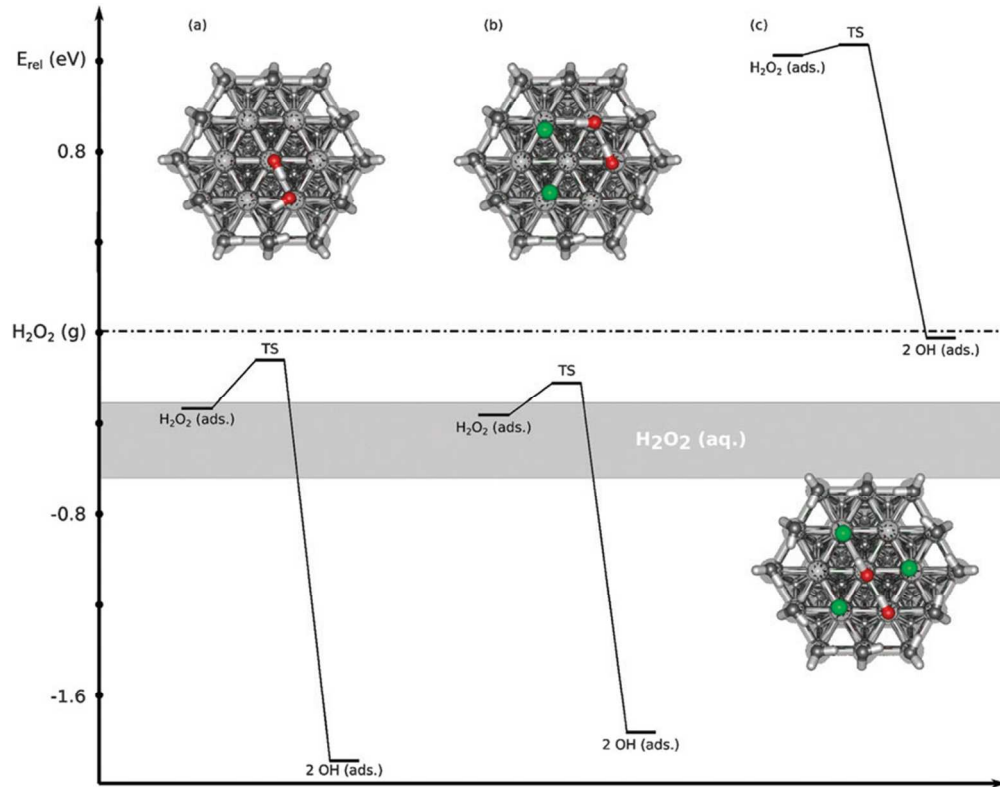 (a)
(b)
(c)
TS
E_rel (eV)
H₂O₂ (ads.)
0.8
H₂O₂ (g)
2 OH (ads.)
TS
TS
H₂O₂ (ads.)
H₂O₂ (ads.)
H₂O₂ (aq.)
-0.8
-1.6
2 OH (ads.)
2 OH (ads.)